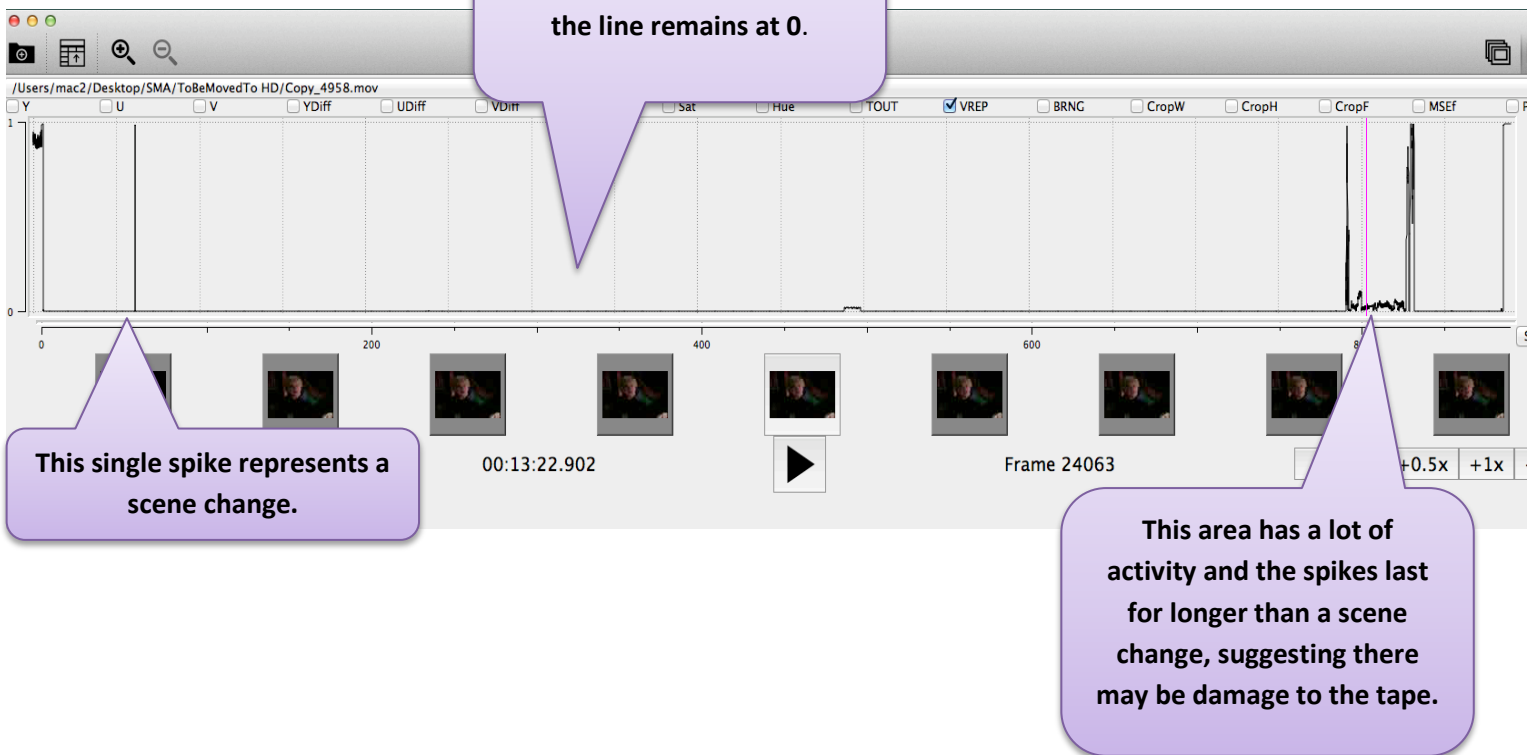 the line remains at 0.
/Users/mac2/Desktop/SMA/ToBeMovedTo HD/Copy_4958.mov
Y U V YDiff UDiff VDiff Sat Hue TOUT VREP BRNG CropW CropH CropF MSEf
1
0
0 200 400 600
This single spike represents a
scene change.
00:13:22.902
Frame 24063
+0.5x +1x
This area has a lot of
activity and the spikes last
for longer than a scene
change, suggesting there
may be damage to the tape.